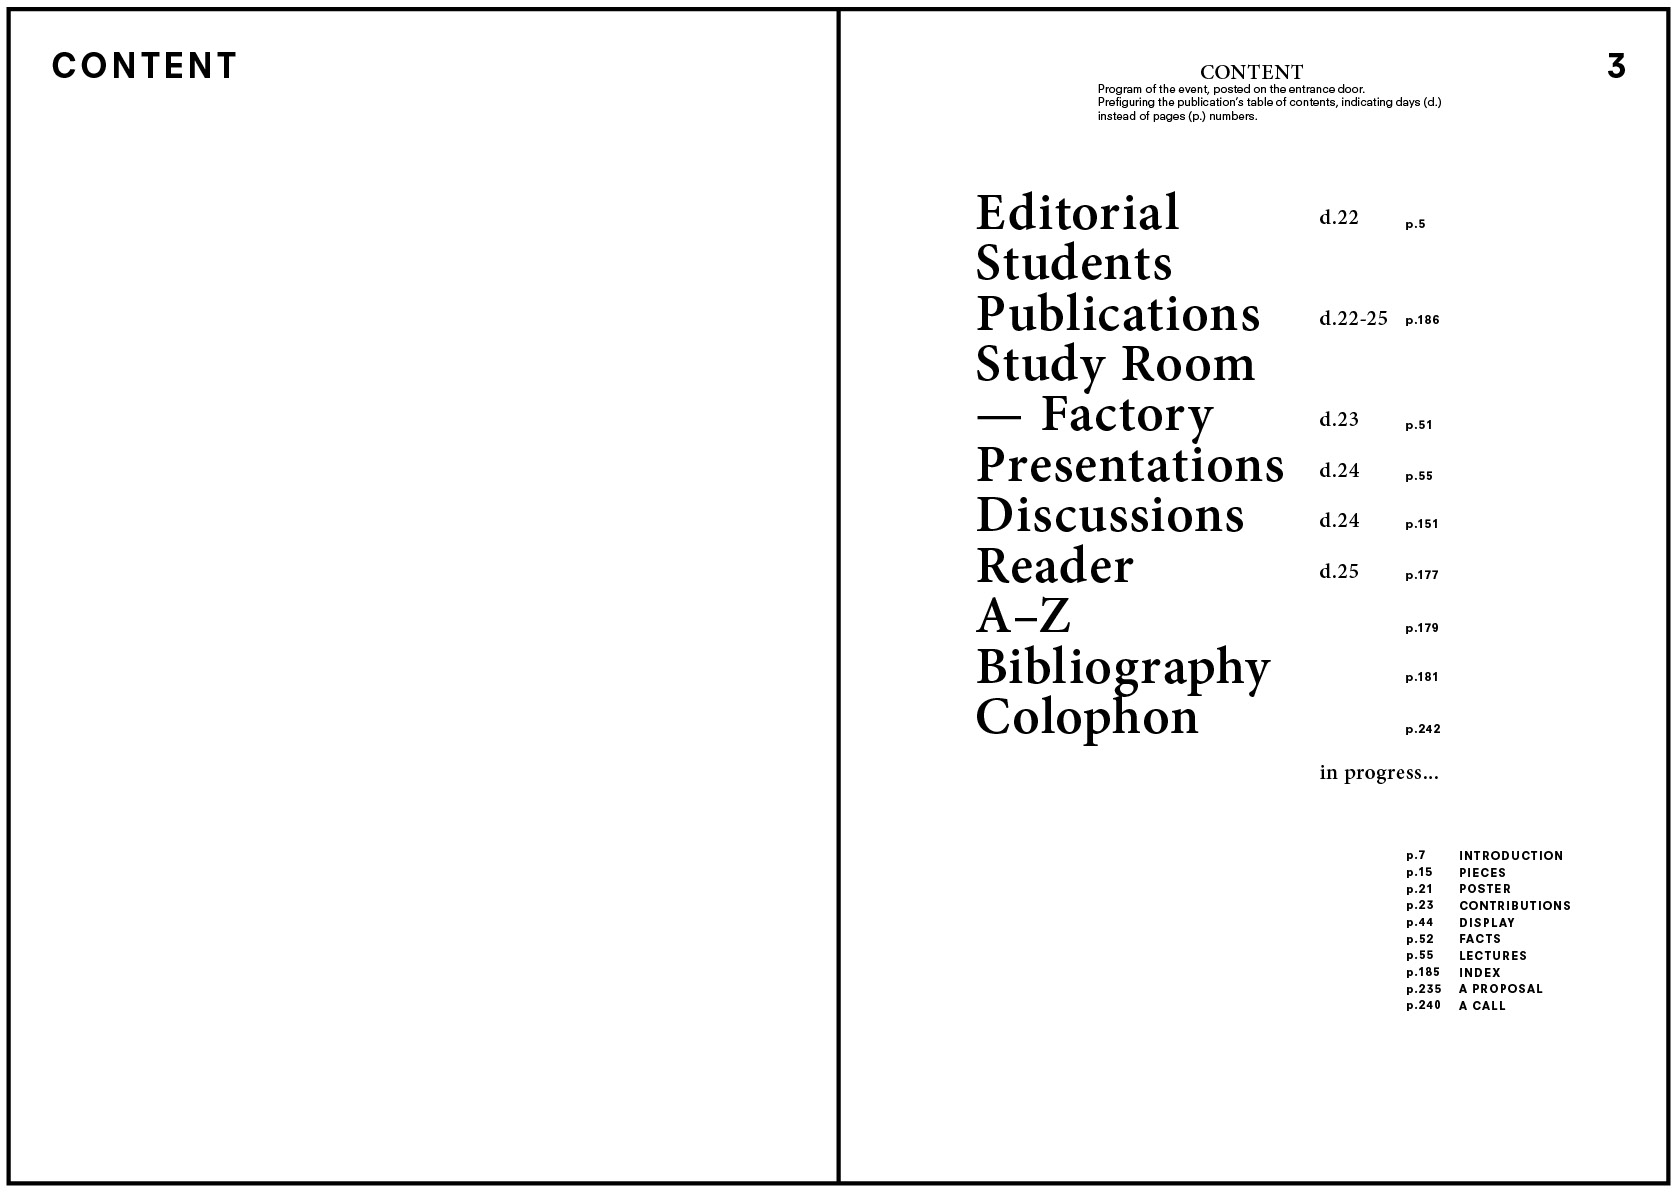 CONTENT
3
CONTENT
Program of the event, posted on the entrance door.
Prefiguring the publication’s table of contents, indicating days (d.)
instead of pages (p.) numbers.
Editorial d.22 p.5
Students
Publications d.22-25 p.186
Study Room
— Factory d.23 p.51
Presentations d.24 p.55
Discussions d.24 p.151
Reader d.25 p.177
A–Z p.179
Bibliography p.181
Colophon p.242
in progress...
p.7 INTRODUCTION
p.15 PIECES
p.21 POSTER
p.23 CONTRIBUTIONS
p.44 DISPLAY
p.52 FACTS
p.55 LECTURES
p.185 INDEX
p.235 A PROPOSAL
p.240 A CALL